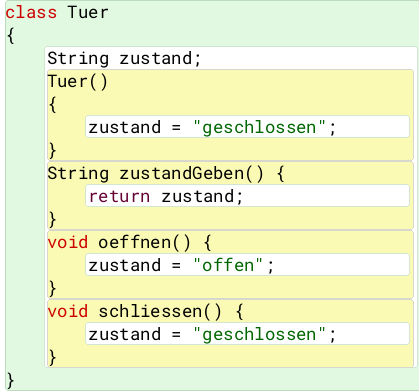 class Tuer
{
String zustand;
Tuer()
{
zustand = "geschlossen";
}
String zustandGeben() {
return zustand;
}
void oeffnen() {
zustand = "offen";
}
void schliessen() {
zustand = "geschlossen";
}
}